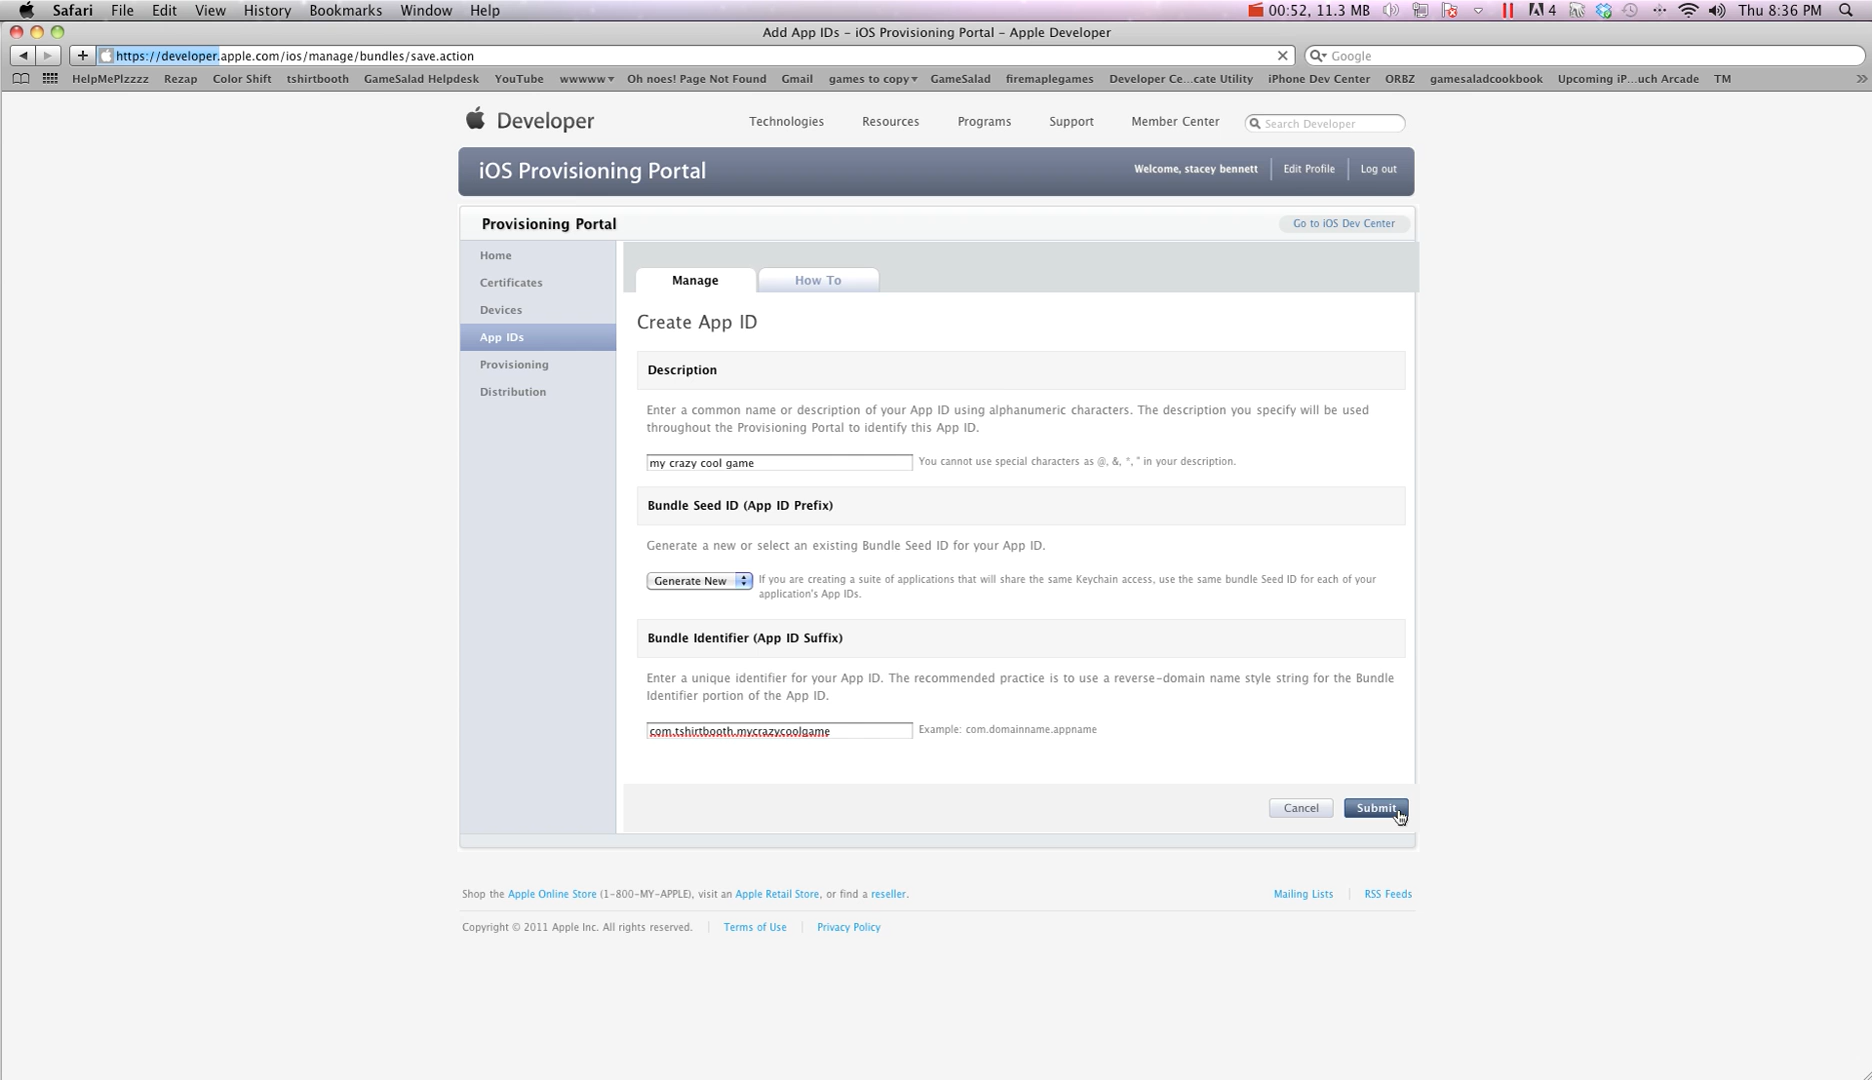 Safari File Edit View History Bookmarks Window Help 00:52, 11.3 MB 4 Thu 8:36 PM
Add App IDs – iOS Provisioning Portal – Apple Developer
https://developer.apple.com/ios/manage/bundles/save.action Google
HelpMePlzzzz Rezap Color Shift tshirtbooth GameSalad Helpdesk YouTube wwwww Oh noes! Page Not Found Gmail games to copy GameSalad firemaplegames Developer Ce...cate Utility iPhone Dev Center ORBZ gamesaladcookbook Upcoming iP...uch Arcade TM
Developer Technologies Resources Programs Support Member Center Search Developer
iOS Provisioning Portal Welcome, stacey bennett Edit Profile Log out
Provisioning Portal Go to iOS Dev Center
Home
Certificates
Devices
App IDs
Provisioning
Distribution
Manage How To
Create App ID
Description
Enter a common name or description of your App ID using alphanumeric characters. The description you specify will be used
throughout the Provisioning Portal to identify this App ID.
my crazy cool game You cannot use special characters as @, &, *, " in your description.
Bundle Seed ID (App ID Prefix)
Generate a new or select an existing Bundle Seed ID for your App ID.
Generate New If you are creating a suite of applications that will share the same Keychain access, use the same bundle Seed ID for each of your
application's App IDs.
Bundle Identifier (App ID Suffix)
Enter a unique identifier for your App ID. The recommended practice is to use a reverse-domain name style string for the Bundle
Identifier portion of the App ID.
com.tshirtbooth.mycrazycoolgame Example: com.domainname.appname
Cancel Submit
Shop the Apple Online Store (1-800-MY-APPLE), visit an Apple Retail Store, or find a reseller. Mailing Lists RSS Feeds
Copyright © 2011 Apple Inc. All rights reserved. Terms of Use Privacy Policy